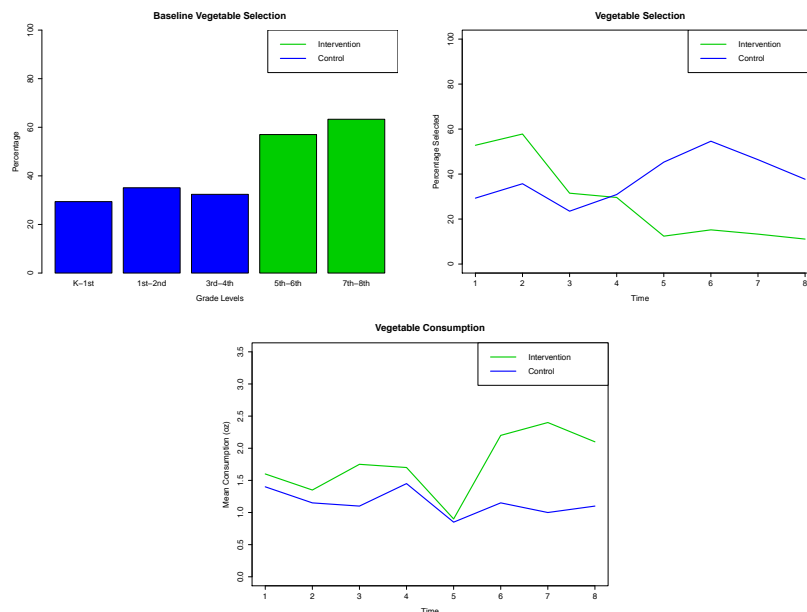 Baseline Vegetable Selection
Percentage
100
80
60
40
20
0
Intervention
Control
K–1st 1st–2nd 3rd–4th 5th–6th 7th–8th
Grade Levels
Vegetable Selection
Percentage Selected
100
80
60
40
20
0
Intervention
Control
1 2 3 4 5 6 7 8
Time
Vegetable Consumption
Mean Consumption (oz)
3.5
3.0
2.5
2.0
1.5
1.0
0.5
0.0
Intervention
Control
1 2 3 4 5 6 7 8
Time